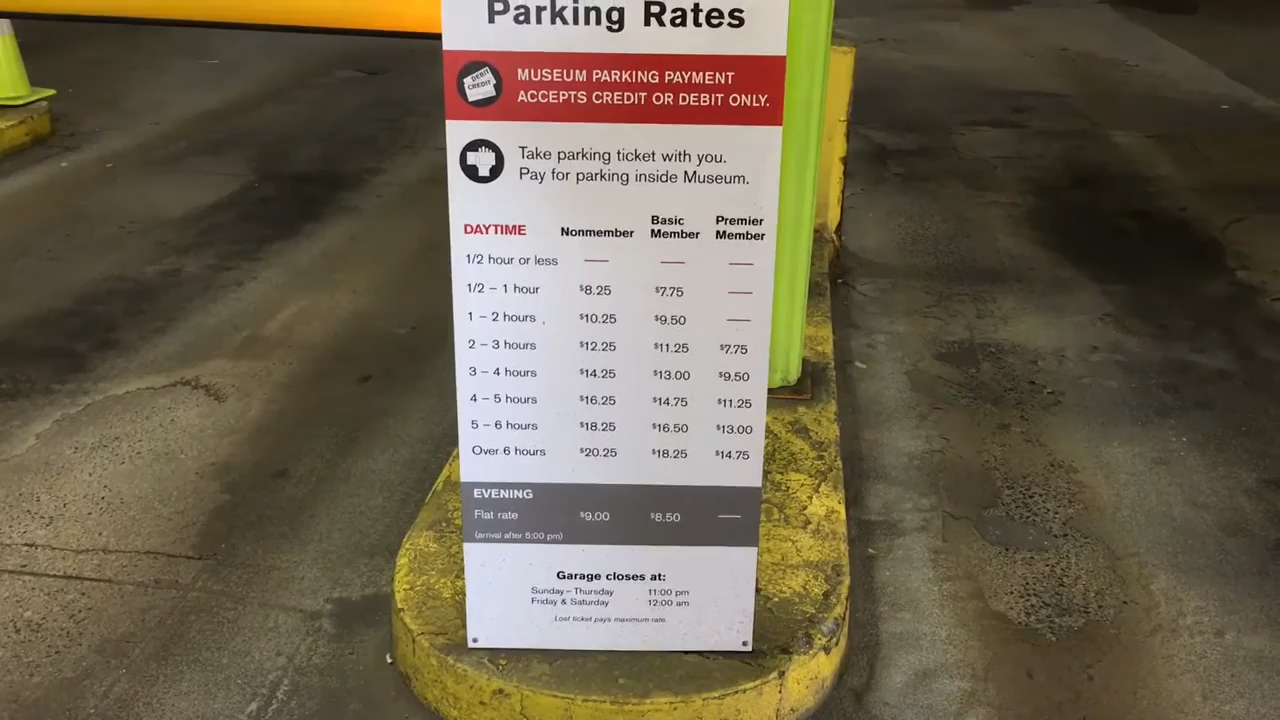 Parking Rates
DEBIT
CREDIT
MUSEUM PARKING PAYMENT
ACCEPTS CREDIT OR DEBIT ONLY.
Take parking ticket with you.
Pay for parking inside Museum.
DAYTIME Nonmember Basic Member Premier Member
1/2 hour or less — — —
1/2 – 1 hour $8.25 $7.75 —
1 – 2 hours $10.25 $9.50 —
2 – 3 hours $12.25 $11.25 $7.75
3 – 4 hours $14.25 $13.00 $9.50
4 – 5 hours $16.25 $14.75 $11.25
5 – 6 hours $18.25 $16.50 $13.00
Over 6 hours $20.25 $18.25 $14.75
EVENING
Flat rate $9.00 $8.50 —
(arrival after 5:00 pm)
Garage closes at:
Sunday – Thursday 11:00 pm
Friday & Saturday 12:00 am
Lost ticket pays maximum rate.